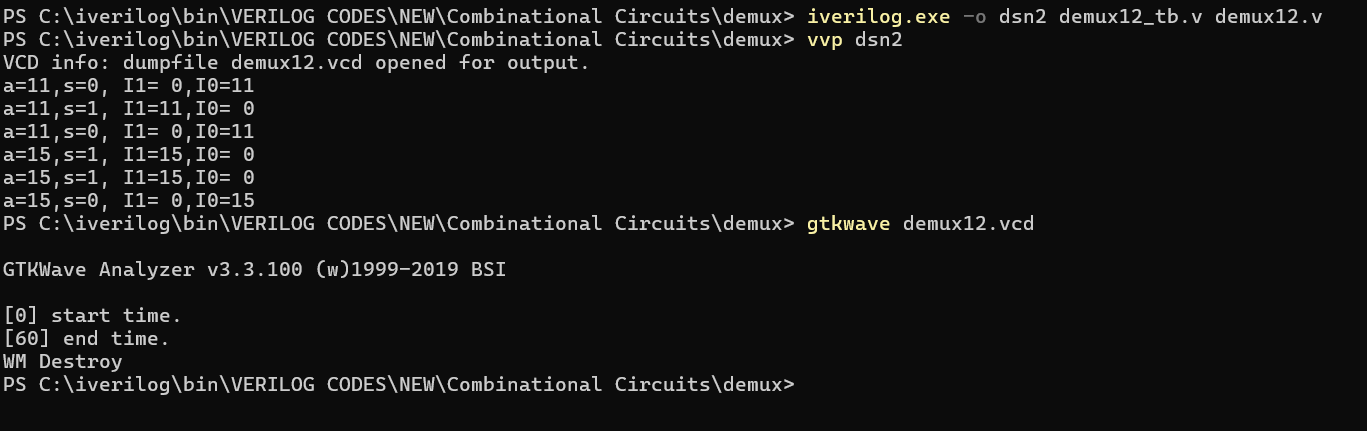 PS C:\iverilog\bin\VERILOG CODES\NEW\Combinational Circuits\demux> iverilog.exe -o dsn2 demux12_tb.v demux12.v
PS C:\iverilog\bin\VERILOG CODES\NEW\Combinational Circuits\demux> vvp dsn2
VCD info: dumpfile demux12.vcd opened for output.
a=11,s=0, I1= 0,I0=11
a=11,s=1, I1=11,I0= 0
a=11,s=0, I1= 0,I0=11
a=15,s=1, I1=15,I0= 0
a=15,s=1, I1=15,I0= 0
a=15,s=0, I1= 0,I0=15
PS C:\iverilog\bin\VERILOG CODES\NEW\Combinational Circuits\demux> gtkwave demux12.vcd
GTKWave Analyzer v3.3.100 (w)1999-2019 BSI
[0] start time.
[60] end time.
WM Destroy
PS C:\iverilog\bin\VERILOG CODES\NEW\Combinational Circuits\demux>